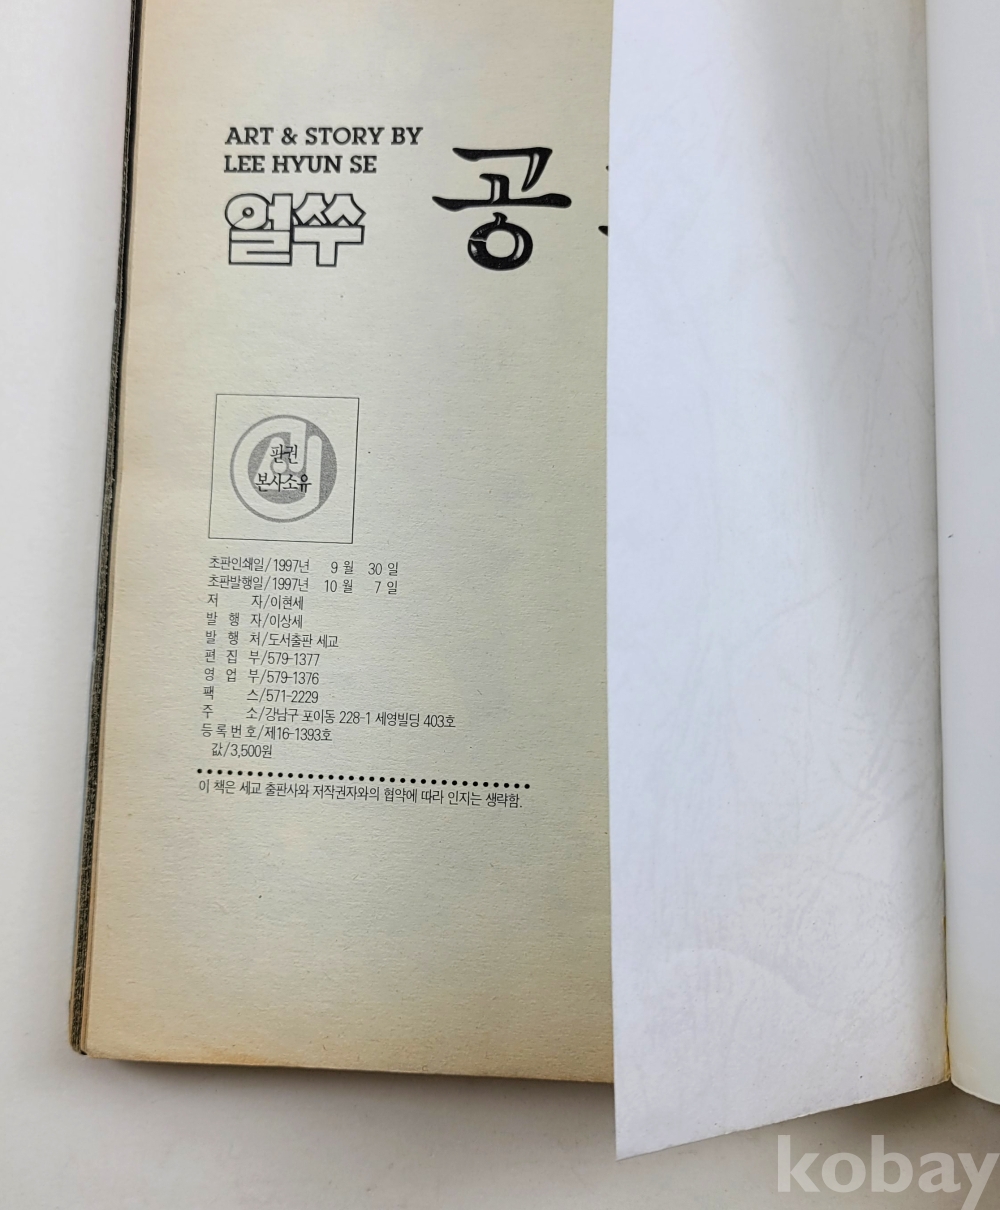 ART & STORY BY
LEE HYUN SE
열쑤 공
판권
본사소유
초판인쇄일/1997년 9월 30일
초판발행일/1997년 10월 7일
저 자/이현세
발 행 자/이상세
발 행 처/도서출판 세교
편 집 부/579-1377
영 업 부/579-1376
팩 스/571-2229
주 소/강남구 포이동 228-1 세영빌딩 403호
등록번호/제16-1393호
값/3,500원
이 책은 세교 출판사와 저작권자와의 협약에 따라 인지는 생략함.
kobay